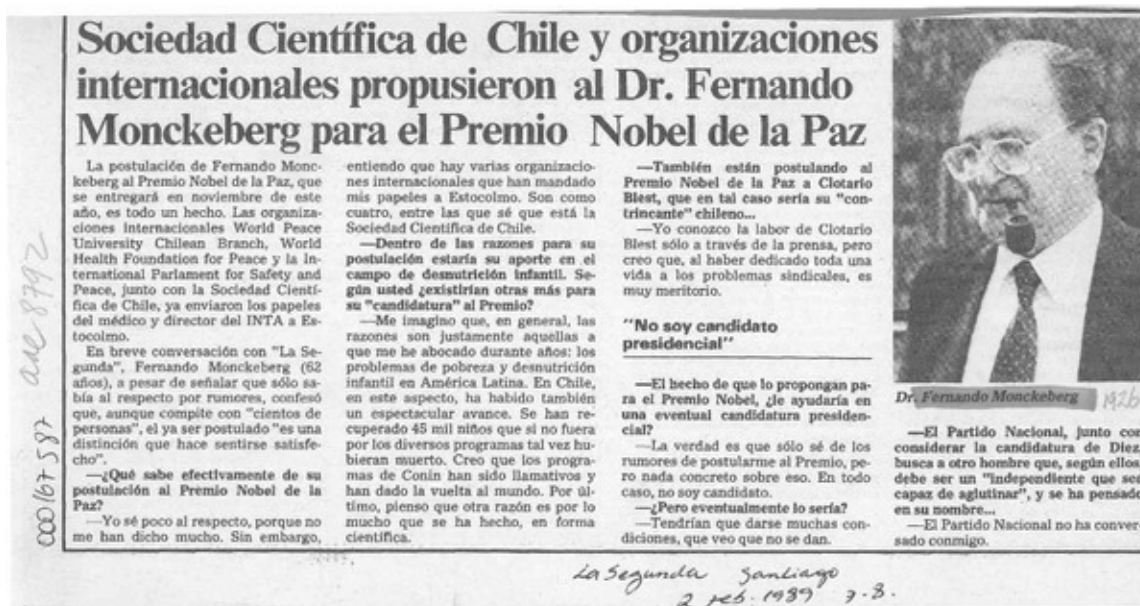 Sociedad Científica de Chile y organizaciones
internacionales propusieron al Dr. Fernando
Monckeberg para el Premio Nobel de la Paz
La postulación de Fernando Monc-
keberg al Premio Nobel de la Paz, que
se entregará en noviembre de este
año, es todo un hecho. Las organiza-
ciones internacionales World Peace
University Chilean Branch, World
Health Foundation for Peace y la In-
ternational Parlament for Safety and
Peace, junto con la Sociedad Científi-
fica de Chile, ya enviaron los papeles
del médico y director del INTA a Es-
tocolmo.
En breve conversación con "La Se-
gunda", Fernando Monckeberg (62
años), a pesar de señalar que sólo sa-
bía al respecto por rumores, confesó
que, aunque compite con "cientos de
personas", el ya ser postulado "es una
distinción que hace sentirse satisfe-
cho".
—¿Qué sabe efectivamente de su
postulación al Premio Nobel de la
Paz?
—Yo sé poco al respecto, porque no
me han dicho mucho. Sin embargo,
entiendo que hay varias organizacio-
nes internacionales que han mandado
mis papeles a Estocolmo. Son como
cuatro, entre las que sé que está la
Sociedad Científica de Chile.
—Dentro de las razones para su
postulación estaría su aporte en el
campo de desnutrición infantil. Se-
gún usted ¿existirían otras más para
su "candidatura" al Premio?
—Me imagino que, en general, las
razones son justamente aquellas a
que me he abocado durante años: los
problemas de pobreza y desnutrición
infantil en América Latina. En Chile,
en este aspecto, ha habido también
un espectacular avance. Se han re-
cuperado 45 mil niños que si no fuera
por los diversos programas tal vez hu-
bieran muerto. Creo que los progra-
mas de Conin han sido llamativos y
han dado la vuelta al mundo. Por úl-
timo, pienso que otra razón es por lo
mucho que se ha hecho, en forma
científica.
—También están postulando al
Premio Nobel de la Paz a Clotario
Blest, que en tal caso sería su "con-
trincante" chileno...
—Yo conozco la labor de Clotario
Blest sólo a través de la prensa, pero
creo que, al haber dedicado toda una
vida a los problemas sindicales, es
muy meritorio.
"No soy candidato
presidencial"
—El hecho de que lo propongan pa-
ra el Premio Nobel, ¿le ayudaría en
una eventual candidatura presiden-
cial?
—La verdad es que sólo sé de los
rumores de postularme al Premio, pe-
ro nada concreto sobre eso. En todo
caso, no soy candidato.
—¿Pero eventualmente lo sería?
—Tendrían que darse muchas con-
diciones, que veo que no se dan.
Dr. Fernando Monckeberg 1926
—El Partido Nacional, junto con
considerar la candidatura de Diez,
busca a otro hombre que, según ellos,
debe ser un "independiente que sea
capaz de aglutinar", y se ha pensado
en su nombre...
—El Partido Nacional no ha conver-
sado conmigo.
000167587 aae 8792
La Segunda Santiago
2 feb. 1989 p. 8.